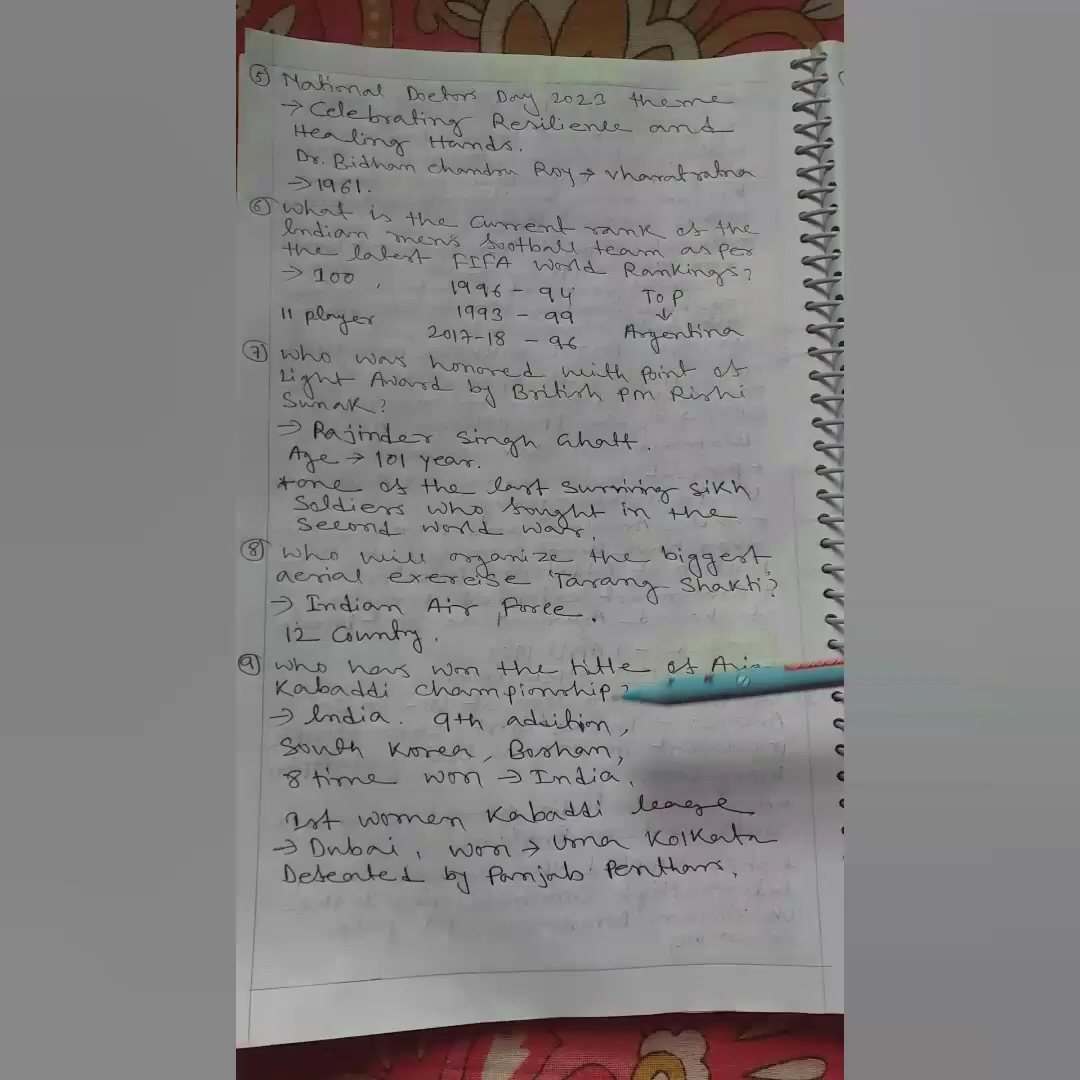 5 National Doctors Day 2023 theme
→ Celebrating Resilience and
Healing Hands.
Dr. Bidhan Chandra Roy → vharatratna
→ 1961.
6 What is the current rank of the
Indian men's football team as per
the latest FIFA World Rankings?
→ 100, 1996 - 94 TOP
↓
11 player 1993 - 99 Argentina
2017-18 - 96
7 Who was honored with point of
Light Award by British PM Rishi
Sunak?
→ Rajinder Singh Dhatt.
Age → 101 year.
*one of the last surviving Sikh
Soldiers who fought in the
Second world war.
8 Who will organize the biggest
aerial exercise 'Tarang Shakti?
→ Indian Air Force.
12 Country.
9 Who has won the title of
Kabaddi championship?
→ India. 9th adition,
South Korea, Boshan,
8 time won → India.
1st women Kabaddi leage
→ Dubai, won → Uma Kolkata
Defeated by Panjab Penthars.